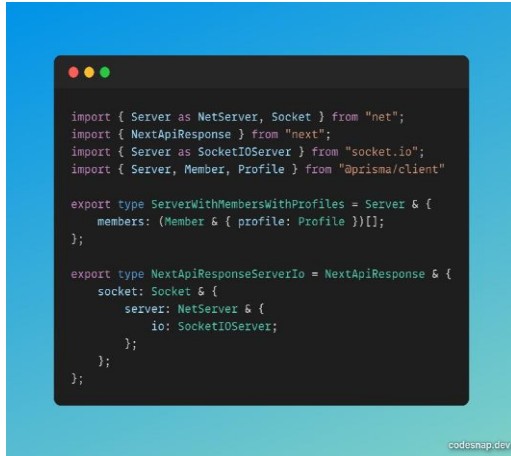 import { Server as NetServer, Socket } from "net";
import { NextApiResponse } from "next";
import { Server as SocketIOServer } from "socket.io";
import { Server, Member, Profile } from "@prisma/client"

export type ServerWithMembersWithProfiles = Server & {
    members: (Member & { profile: Profile })[];
};

export type NextApiResponseServerIo = NextApiResponse & {
    socket: Socket & {
        server: NetServer & {
            io: SocketIOServer;
        };
    };
};
codesnap.dev